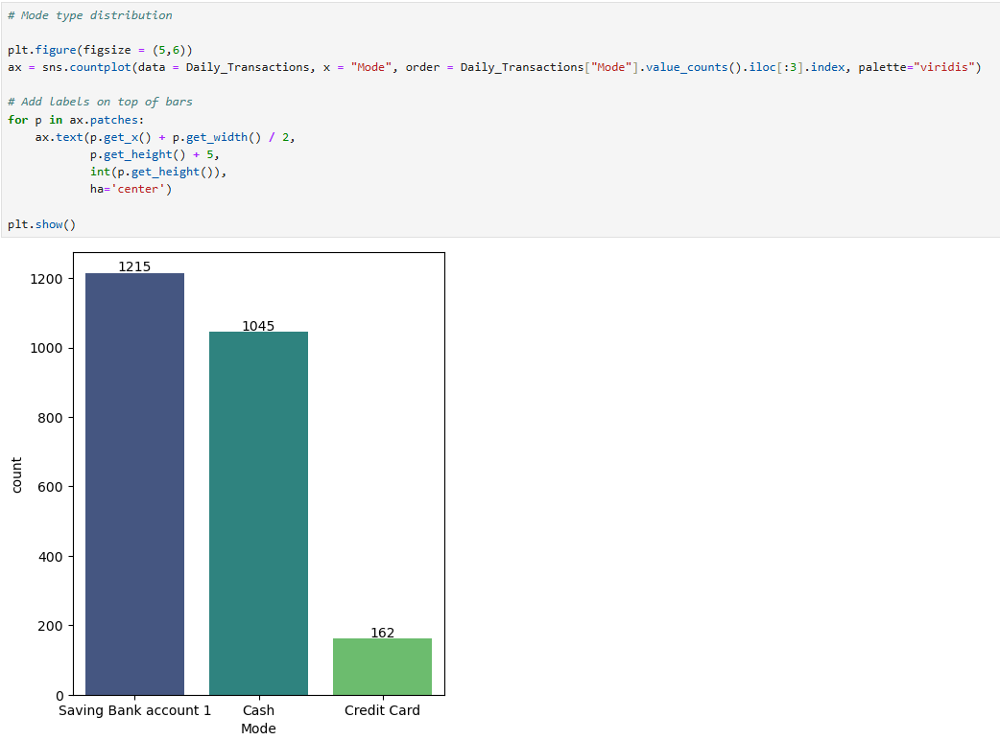 # Mode type distribution
plt.figure(figsize = (5,6))
ax = sns.countplot(data = Daily_Transactions, x = "Mode", order = Daily_Transactions["Mode"].value_counts().iloc[:3].index, palette="viridis")
# Add labels on top of bars
for p in ax.patches:
    ax.text(p.get_x() + p.get_width() / 2,
            p.get_height() + 5,
            int(p.get_height()),
            ha='center')
plt.show()
1215
1200
1045
1000
800
600
count
400
200
162
0
Saving Bank account 1 Cash Credit Card
Mode